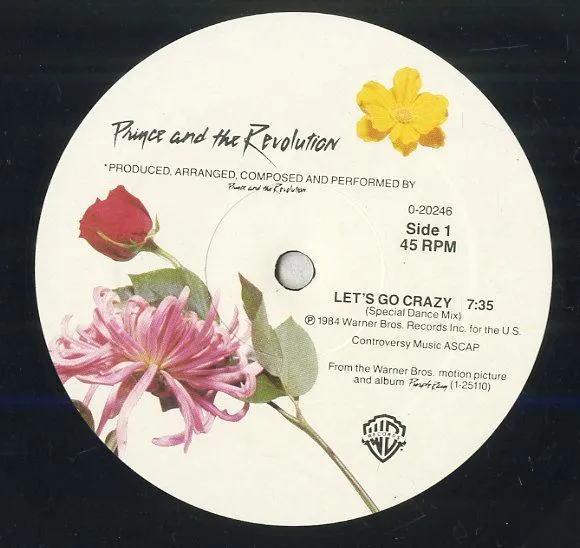 Prince and the Revolution
*PRODUCED, ARRANGED, COMPOSED AND PERFORMED BY
Prince and the Revolution
0-20246
Side 1
45 RPM
LET'S GO CRAZY 7:35
(Special Dance Mix)
Ⓟ 1984 Warner Bros. Records Inc. for the U.S.
Controversy Music ASCAP
From the Warner Bros. motion picture
and album Purple Rain (1-25110)
WB
RECORDS